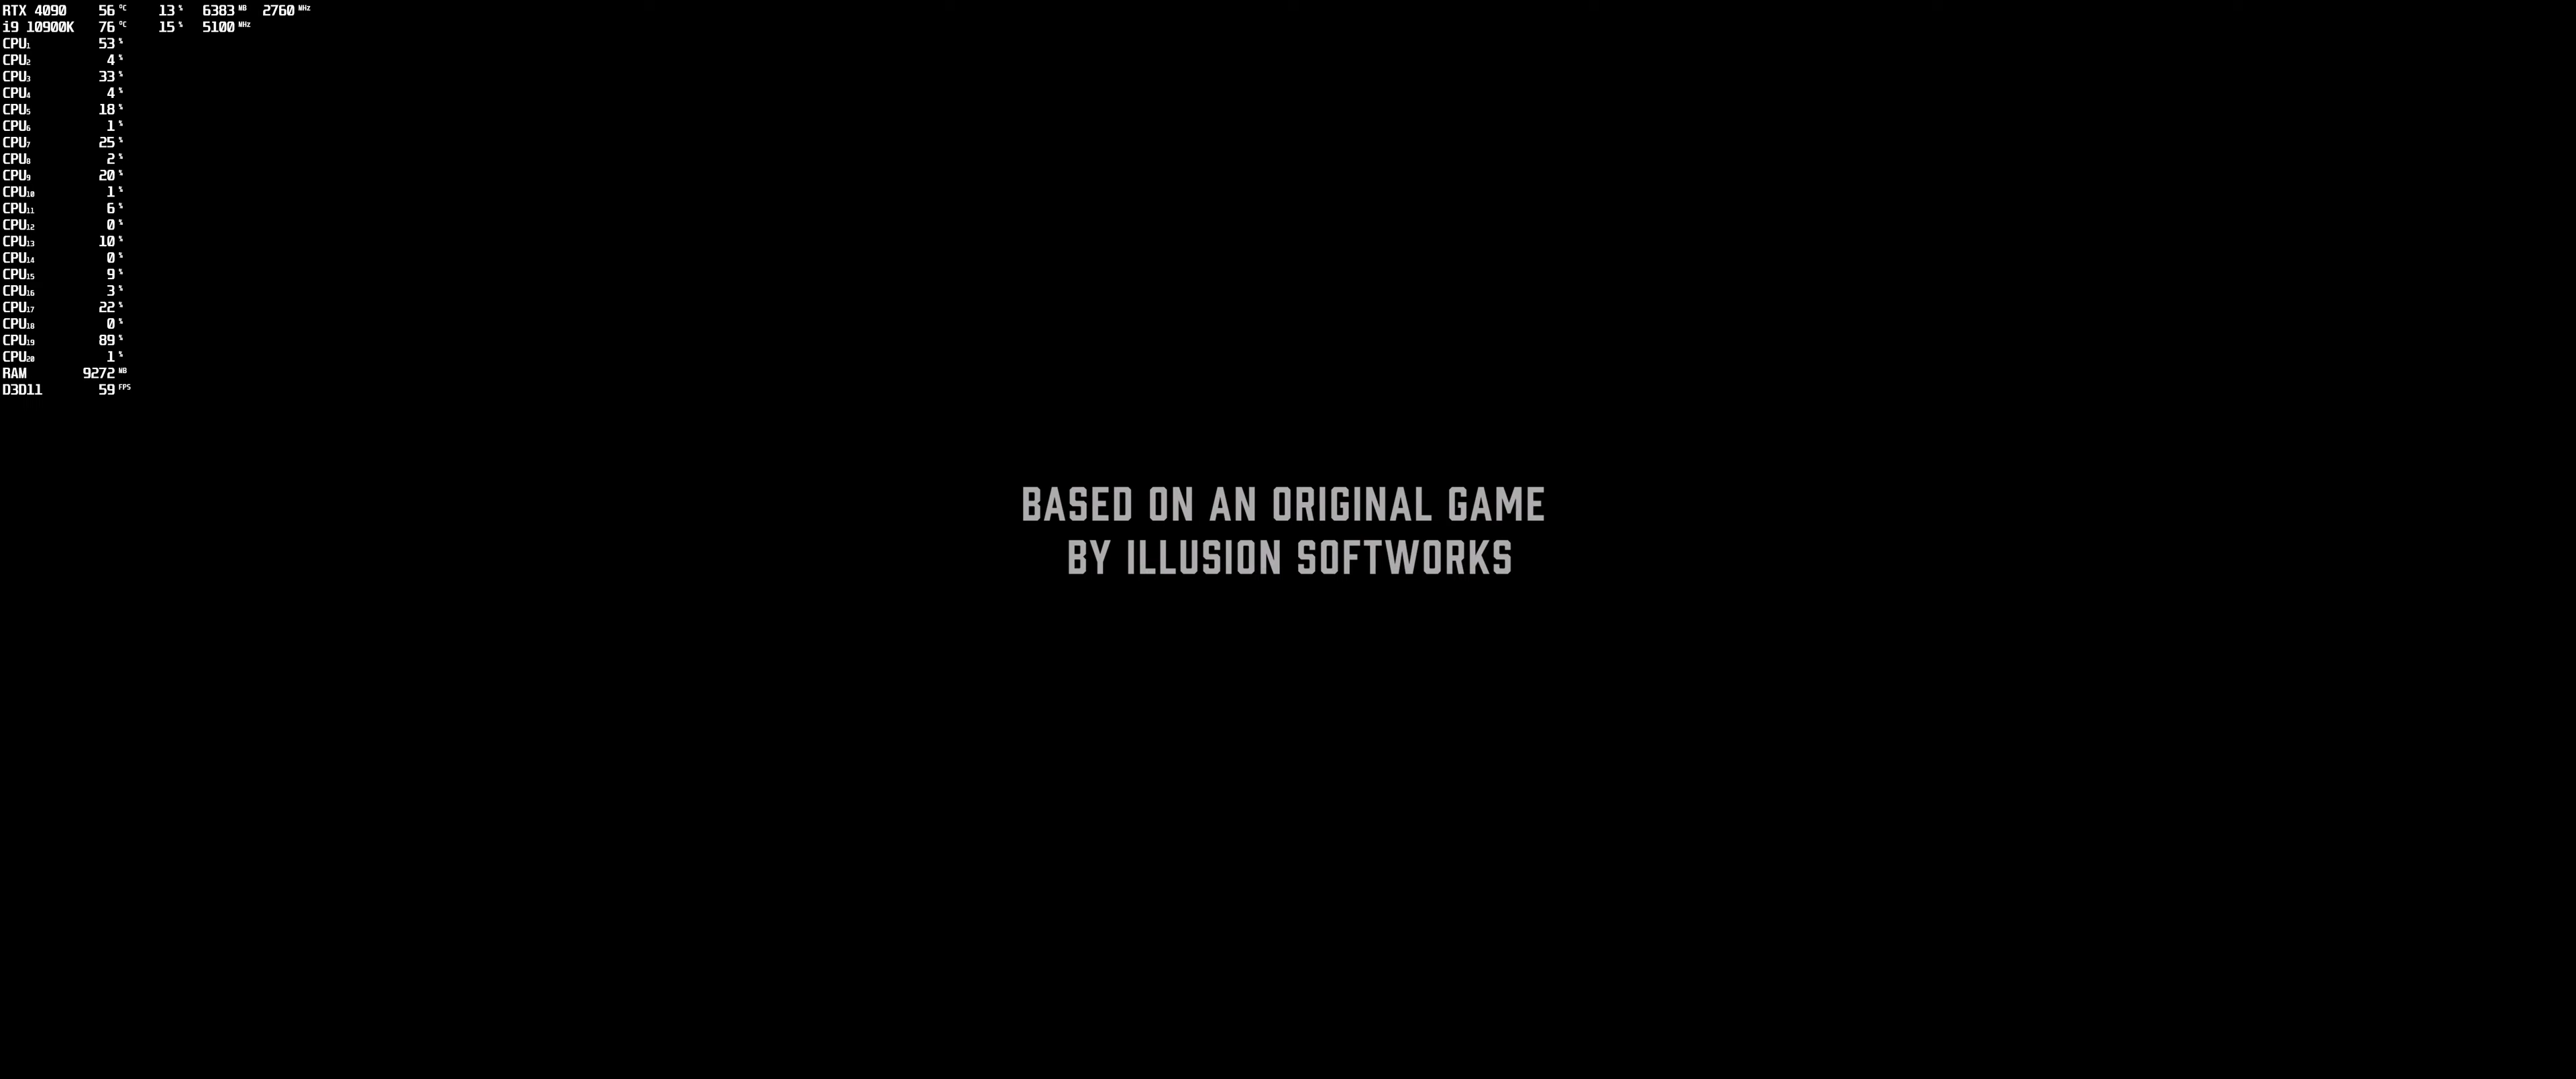 RTX 4090 56 °C 13 % 6383 MB 2760 MHz
i9 10900K 76 °C 15 % 5100 MHz
CPU1 53 %
CPU2 4 %
CPU3 33 %
CPU4 4 %
CPU5 18 %
CPU6 1 %
CPU7 25 %
CPU8 2 %
CPU9 20 %
CPU10 1 %
CPU11 6 %
CPU12 0 %
CPU13 10 %
CPU14 0 %
CPU15 9 %
CPU16 3 %
CPU17 22 %
CPU18 0 %
CPU19 89 %
CPU20 1 %
RAM 9272 MB
D3D11 59 FPS
BASED ON AN ORIGINAL GAME
BY ILLUSION SOFTWORKS